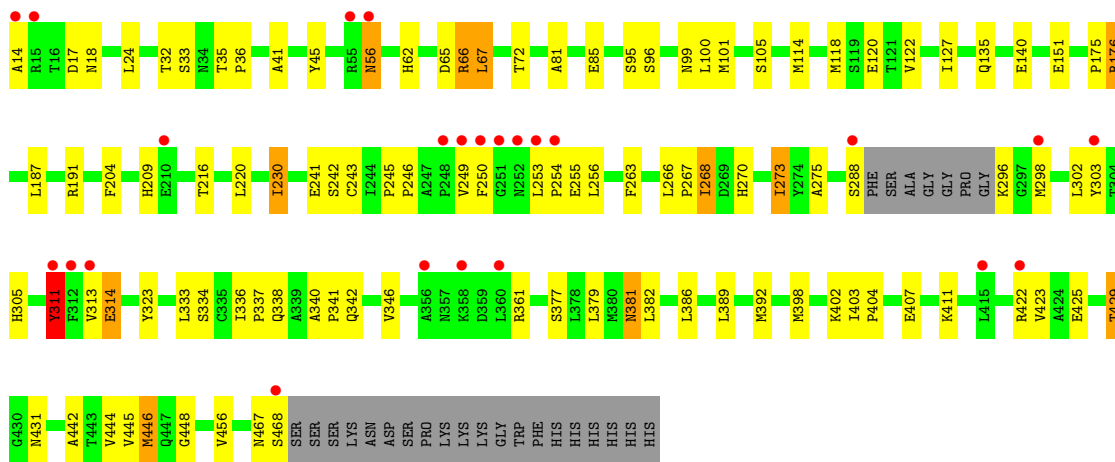 A14 R15 T16 D17 N18 L24 T32 S33 N34 T35 P36 A41 Y45 R55 N56 H62 D65 R66 L67 T72 A81 E85 S95 S96 N99 L100 M101 S105 M114 M118 S119 E120 T121 V122 I127 Q135 E140 E151 P175
L187 R191 F204 H209 E210 T216 L220 I230 E241 S242 C243 I244 P245 P246 A247 P248 V249 F250 G251 N252 L253 P254 E255 L256 F263 L266 P267 I268 D269 H270 I273 Y274 A275 S288 PHE SER ALA GLY GLY PRO GLY K296 G297 M298 L302 Y303
H305 Y311 F312 V313 E314 Y323 L333 S334 C335 I336 P337 Q338 A339 A340 P341 Q342 V346 A356 N357 K358 D359 L360 R361 S377 L378 L379 M380 N381 L382 L386 L389 M392 M398 K402 I403 P404 E407 K411 L415 R422 V423 A424 E425
G430 N431 A442 T443 V444 V445 M446 Q447 G448 V456 N467 S468 SER SER SER LYS ASN ASP SER PRO LYS LYS LYS GLY TRP PHE HIS HIS HIS HIS HIS HIS